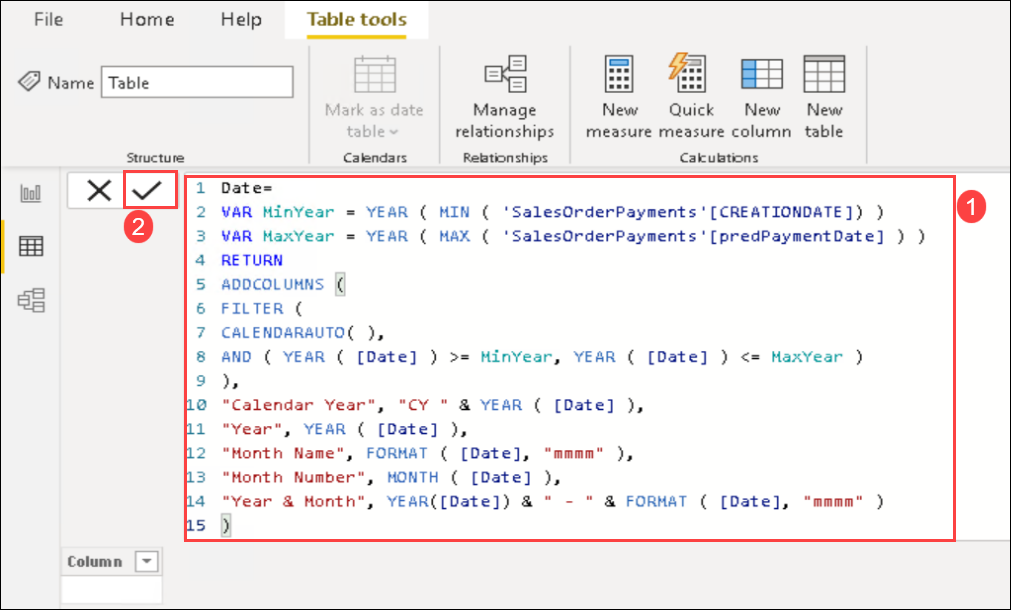 File Home Help Table tools
Name Table
Mark as date table
Manage relationships
New measure
Quick measure
New column
New table
Structure Calendars Relationships Calculations
1 Date=
2 VAR MinYear = YEAR ( MIN ( 'SalesOrderPayments'[CREATIONDATE]) )
3 VAR MaxYear = YEAR ( MAX ( 'SalesOrderPayments'[predPaymentDate] ) )
4 RETURN
5 ADDCOLUMNS (
6 FILTER (
7 CALENDARAUTO( ),
8 AND ( YEAR ( [Date] ) >= MinYear, YEAR ( [Date] ) <= MaxYear )
9 ),
10 "Calendar Year", "CY " & YEAR ( [Date] ),
11 "Year", YEAR ( [Date] ),
12 "Month Name", FORMAT ( [Date], "mmmm" ),
13 "Month Number", MONTH ( [Date] ),
14 "Year & Month", YEAR([Date]) & " - " & FORMAT ( [Date], "mmmm" )
15 )
1
2
Column